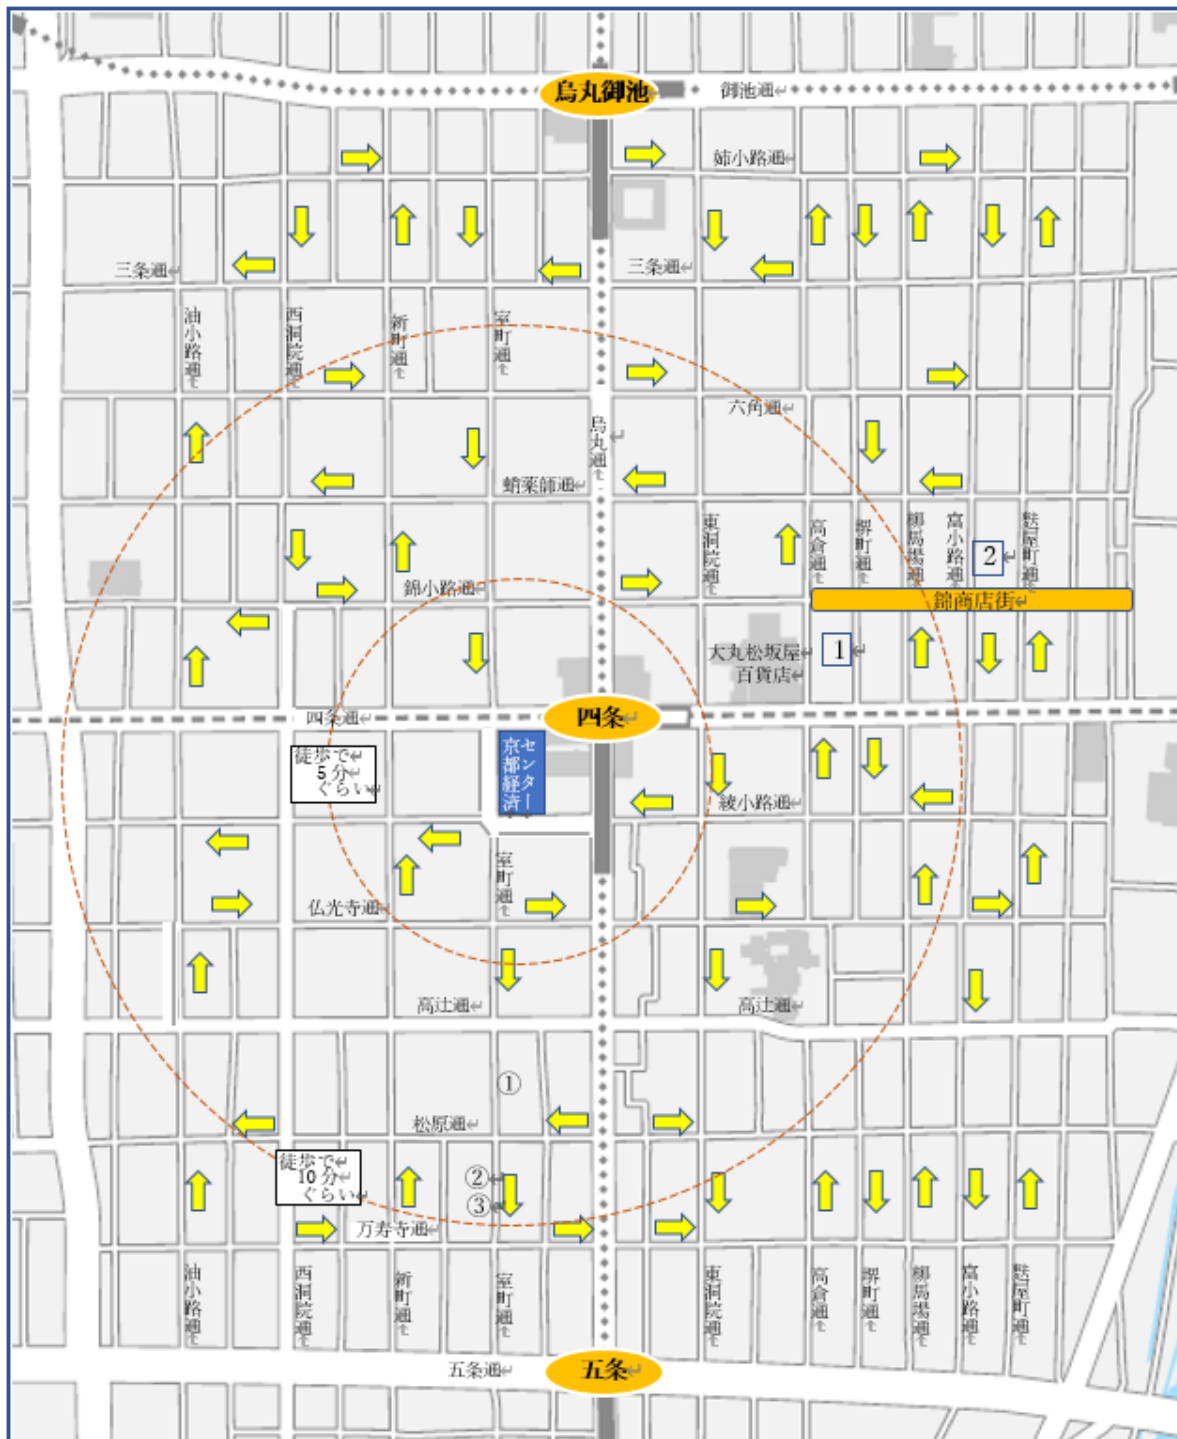 烏丸御池
御池通
姉小路通
三条通
三条通
油小路通
西洞院通
新町通
室町通
六角通
烏丸通
蛸薬師通
東洞院通
高倉通
堺町通
柳馬場通
富小路通
麩屋町通
2
錦小路通
錦商店街
大丸松坂屋
百貨店
1
四条通
四条
徒歩で
5分
ぐらい
京都経済
センター
綾小路通
室町通
仏光寺通
高辻通
高辻通
①
松原通
徒歩で
10分
ぐらい
②
③
万寿寺通
油小路通
西洞院通
新町通
室町通
東洞院通
高倉通
堺町通
柳馬場通
富小路通
麩屋町通
五条通
五条